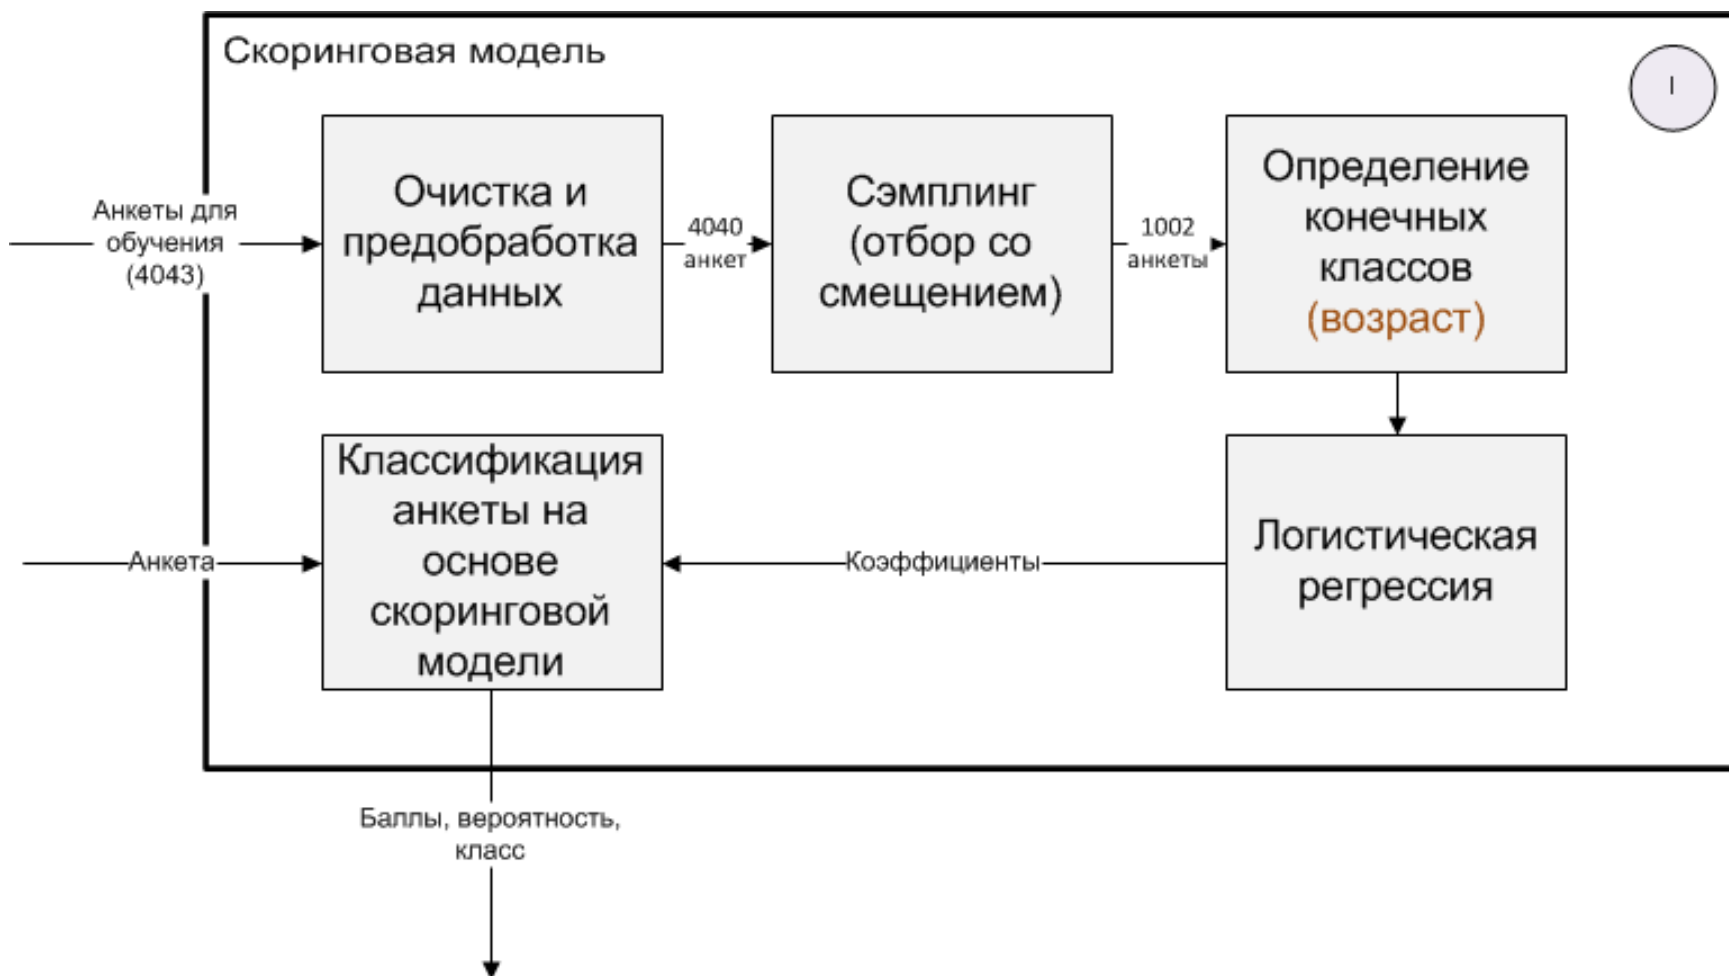 Скоринговая модель
I
Анкеты для
обучения
(4043)
Очистка и
предобработка
данных
4040
анкет
Сэмплинг
(отбор со
смещением)
1002
анкеты
Определение
конечных
классов
(возраст)
Анкета
Классификация
анкеты на
основе
скоринговой
модели
Коэффициенты
Логистическая
регрессия
Баллы, вероятность,
класс